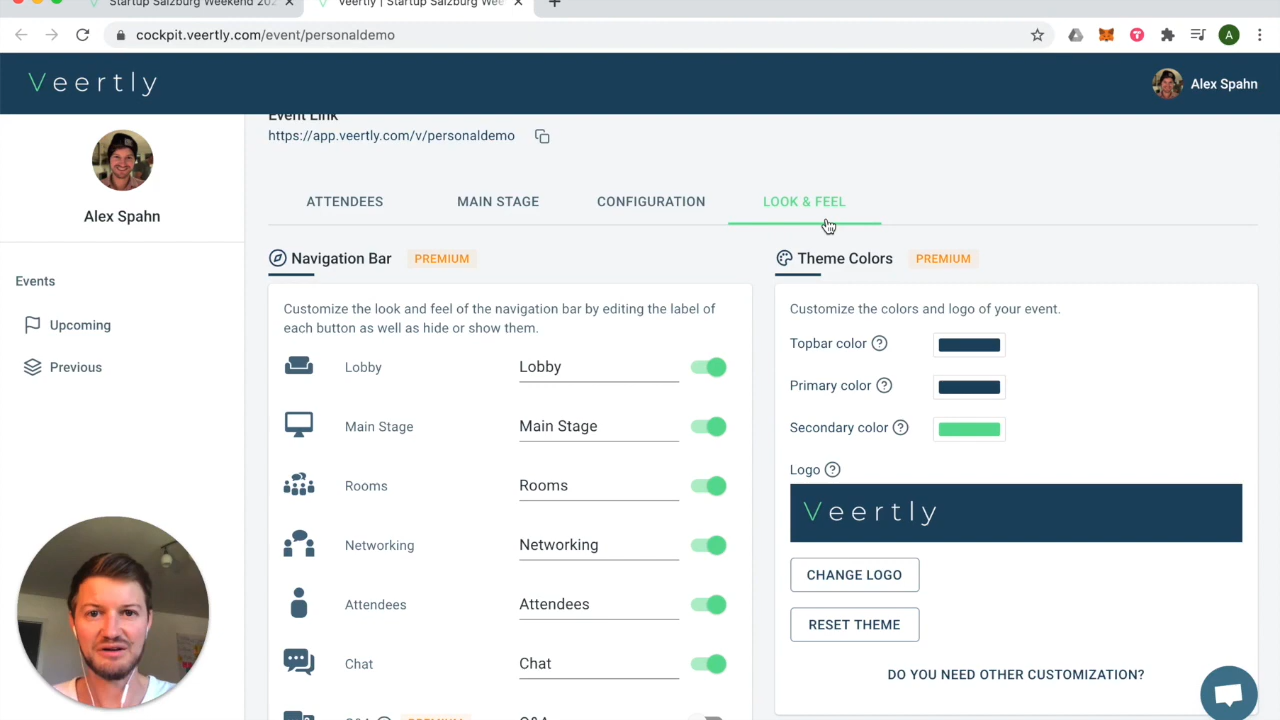 Startup Salzburg Weekend 202
Veertly | Startup Salzburg Wee
cockpit.veertly.com/event/personaldemo
A
Veertly
Alex Spahn
Event Link
https://app.veertly.com/v/personaldemo
Alex Spahn
ATTENDEES
MAIN STAGE
CONFIGURATION
LOOK & FEEL
Events
Upcoming
Previous
Navigation Bar
PREMIUM
Customize the look and feel of the navigation bar by editing the label of
each button as well as hide or show them.
Lobby
Lobby
Main Stage
Main Stage
Rooms
Rooms
Networking
Networking
Attendees
Attendees
Chat
Chat
Q&A
PREMIUM
Q&A
Theme Colors
PREMIUM
Customize the colors and logo of your event.
Topbar color
Primary color
Secondary color
Logo
Veertly
CHANGE LOGO
RESET THEME
DO YOU NEED OTHER CUSTOMIZATION?